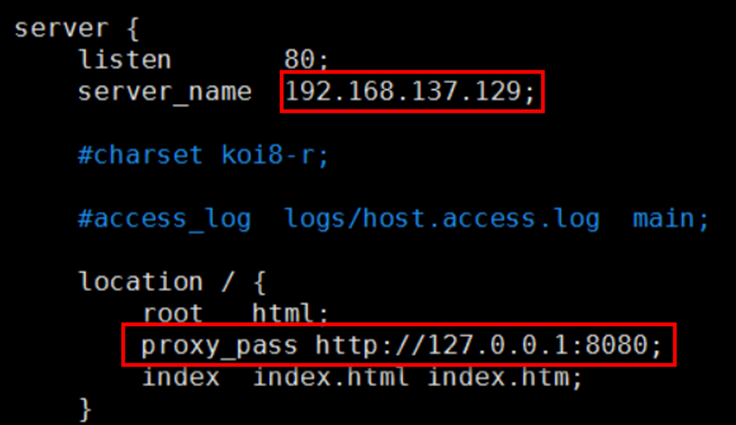 server {
    listen       80;
    server_name  192.168.137.129;
    #charset koi8-r;
    #access_log  logs/host.access.log  main;
    location / {
        root   html;
        proxy_pass http://127.0.0.1:8080;
        index  index.html index.htm;
    }